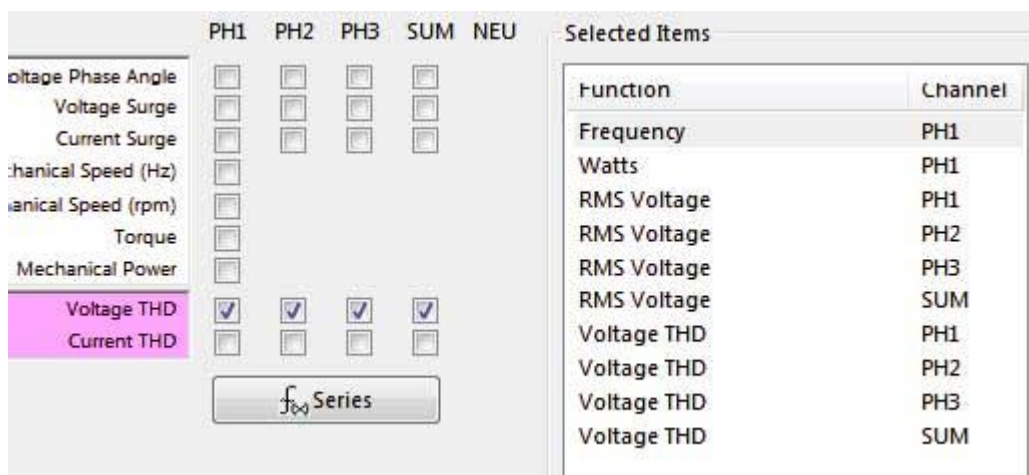 PH1 PH2 PH3 SUM NEU
oltage Phase Angle
Voltage Surge
Current Surge
hanical Speed (Hz)
anical Speed (rpm)
Torque
Mechanical Power
Voltage THD
Current THD
Series
Selected Items
Function Channel
Frequency PH1
Watts PH1
RMS Voltage PH1
RMS Voltage PH2
RMS Voltage PH3
RMS Voltage SUM
Voltage THD PH1
Voltage THD PH2
Voltage THD PH3
Voltage THD SUM